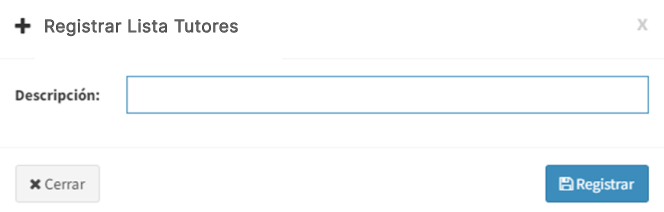 Registrar Lista Tutores x
Descripción:
Cerrar
Registrar